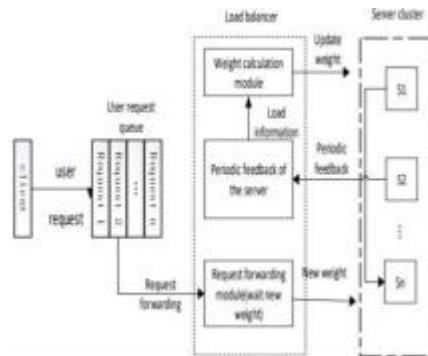 Load balancer
Server cluster
Weight calculation
module
Update
weight
User request
queue
Load
information
client
user
request
Request 1
Request 2
...
Request n
Periodic feedback of
the server
Periodic
feedback
...
Request
forwarding
Request forwarding
module(wait new
weight)
New weight
Sn